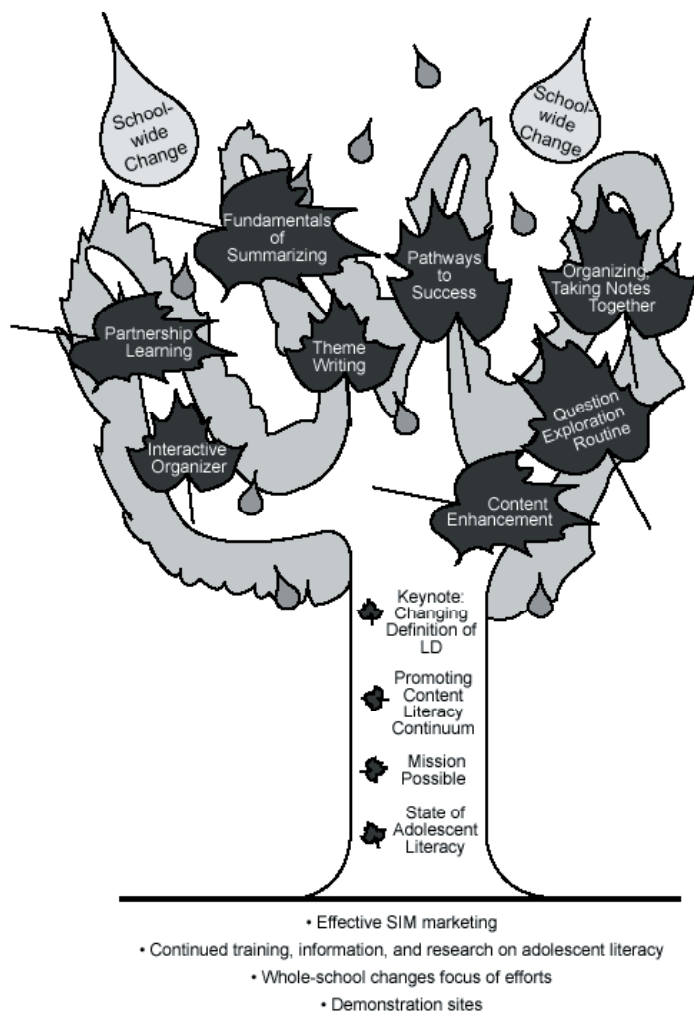 School-
wide
Change
School-
wide
Change
Fundamentals
of
Summarizing
Pathways
to
Success
Organizing
Taking Notes
Together
Partnership
Learning
Theme
Writing
Question
Exploration
Routine
Interactive
Organizer
Content
Enhancement
Keynote:
Changing
Definition of
LD
Promoting
Content
Literacy
Continuum
Mission
Possible
State of
Adolescent
Literacy
• Effective SIM marketing
• Continued training, information, and research on adolescent literacy
• Whole-school changes focus of efforts
• Demonstration sites